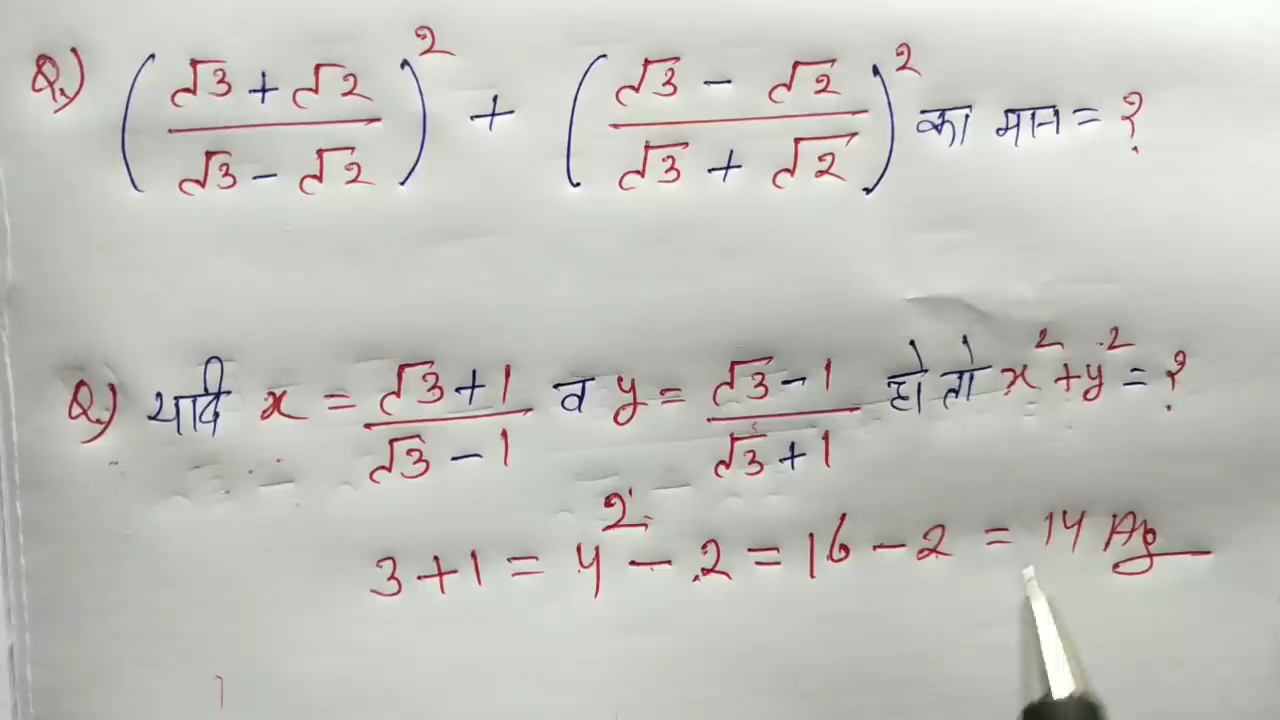 Q.) ((√3 + √2)/(√3 - √2))² + ((√3 - √2)/(√3 + √2))² का मान = ?
Q.) यदि x = (√3+1)/(√3-1) व y = (√3-1)/(√3+1) हो तो x²+y² = ?
3+1 = 4² - 2 = 16 - 2 = 14